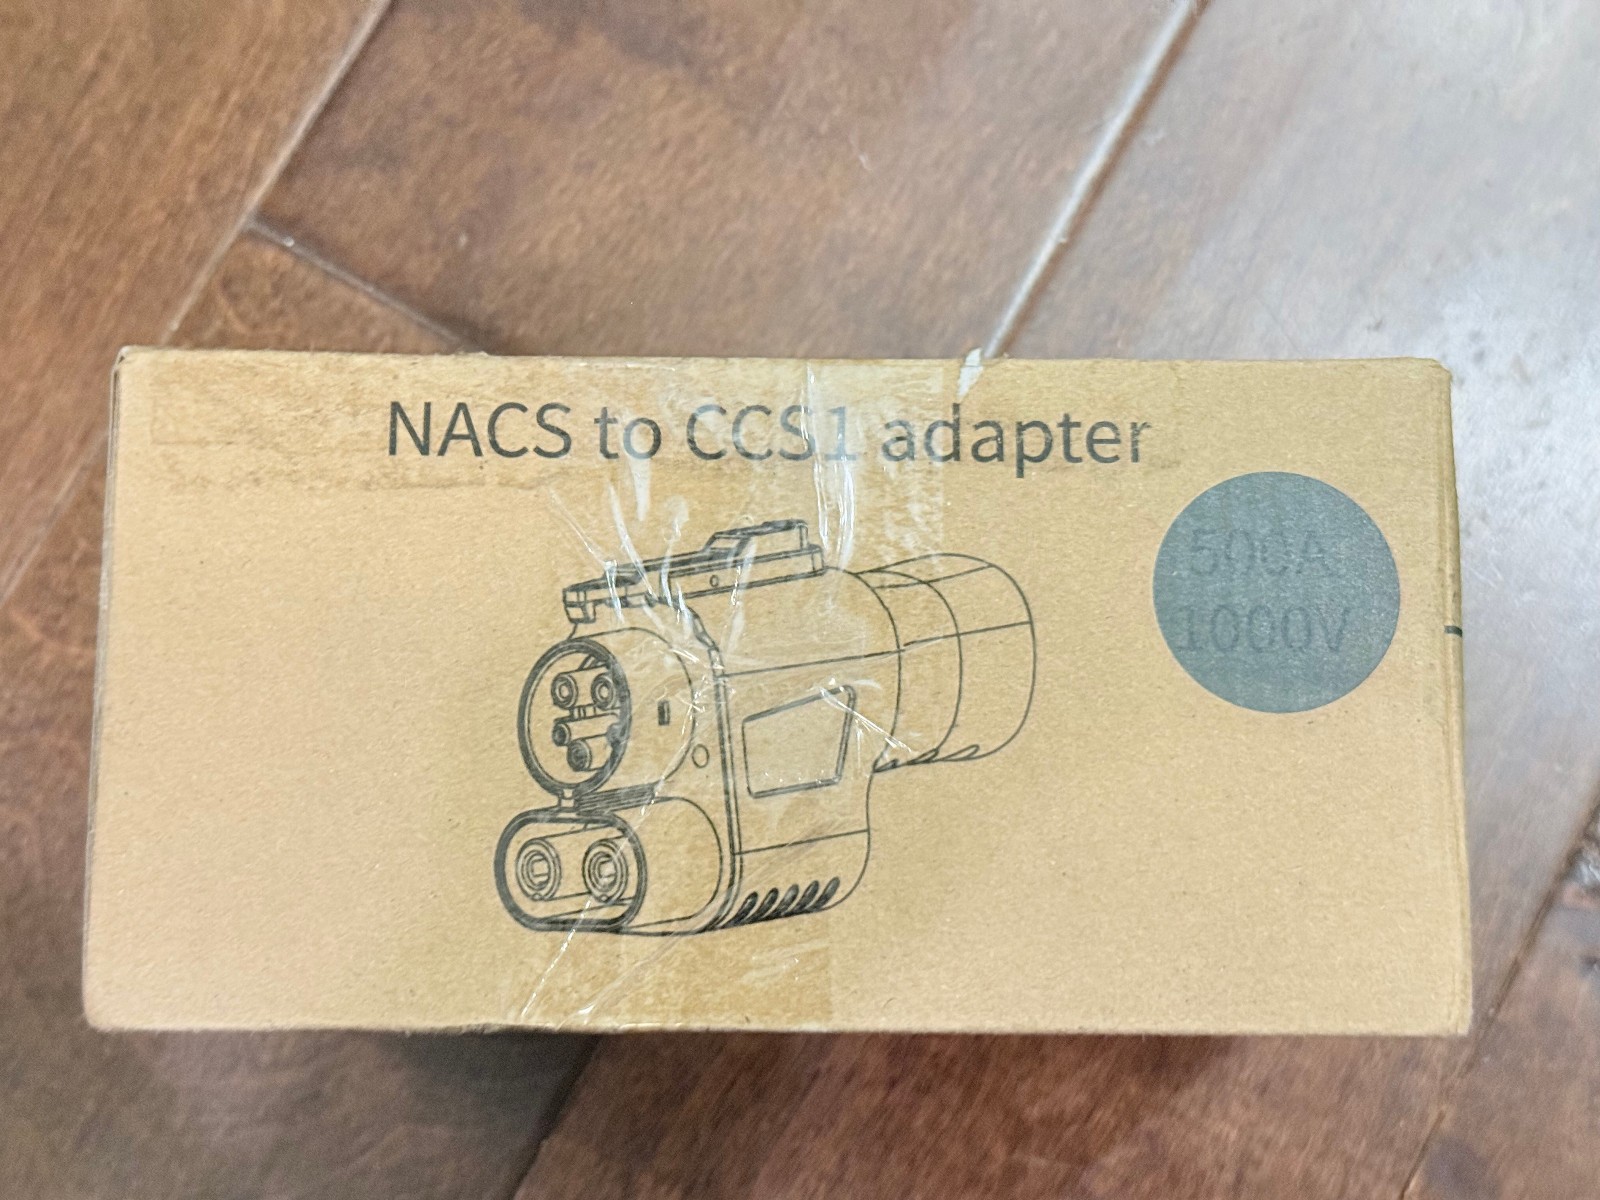 NACS to CCS1 adapter
500A
1000V